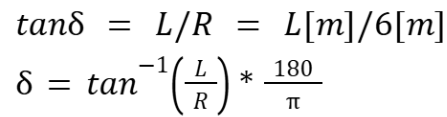 tanδ = L/R = L[m]/6[m]
δ = tan⁻¹(L/R) * 180/π